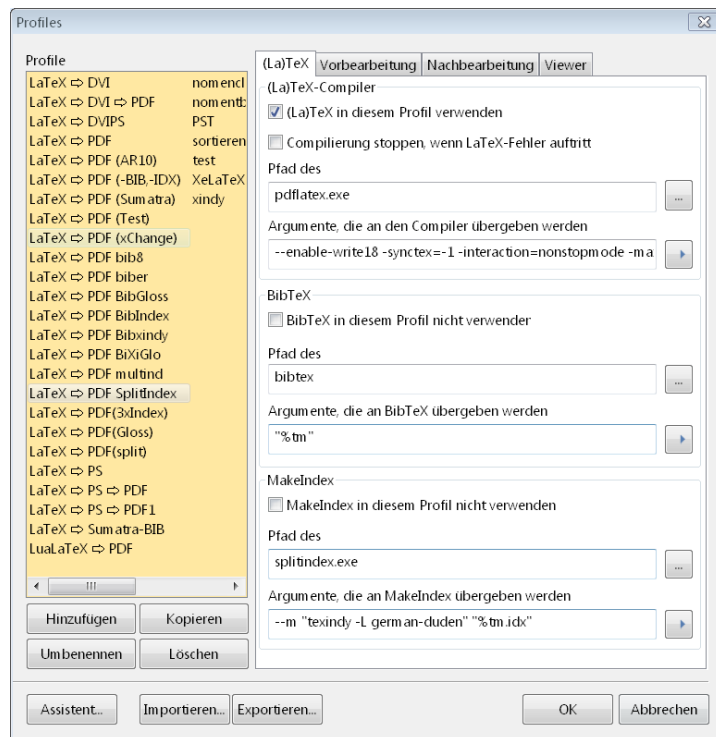 Profiles
Profile
LaTeX ⇨ DVI nomencl
LaTeX ⇨ DVI ⇨ PDF nomentb
LaTeX ⇨ DVIPS PST
LaTeX ⇨ PDF sortieren
LaTeX ⇨ PDF (AR10) test
LaTeX ⇨ PDF (-BIB,-IDX) XeLaTeX
LaTeX ⇨ PDF (Sumatra) xindy
LaTeX ⇨ PDF (Test)
LaTeX ⇨ PDF (xChange)
LaTeX ⇨ PDF bib8
LaTeX ⇨ PDF biber
LaTeX ⇨ PDF BibGloss
LaTeX ⇨ PDF BibIndex
LaTeX ⇨ PDF Bibxindy
LaTeX ⇨ PDF BiXiGlo
LaTeX ⇨ PDF multind
LaTeX ⇨ PDF SplitIndex
LaTeX ⇨ PDF(3xIndex)
LaTeX ⇨ PDF(Gloss)
LaTeX ⇨ PDF(split)
LaTeX ⇨ PS
LaTeX ⇨ PS ⇨ PDF
LaTeX ⇨ PS ⇨ PDF1
LaTeX ⇨ Sumatra-BIB
LuaLaTeX ⇨ PDF
Hinzufügen Kopieren
Umbenennen Löschen
(La)TeX Vorbearbeitung Nachbearbeitung Viewer
(La)TeX-Compiler
(La)TeX in diesem Profil verwenden
Compilierung stoppen, wenn LaTeX-Fehler auftritt
Pfad des
pdflatex.exe ...
Argumente, die an den Compiler übergeben werden
--enable-write18 -synctex=-1 -interaction=nonstopmode -ma
BibTeX
BibTeX in diesem Profil nicht verwender
Pfad des
bibtex ...
Argumente, die an BibTeX übergeben werden
"%tm"
MakeIndex
MakeIndex in diesem Profil nicht verwenden
Pfad des
splitindex.exe ...
Argumente, die an MakeIndex übergeben werden
--m "texindy -L german-duden" "%tm.idx"
Assistent... Importieren... Exportieren... OK Abbrechen